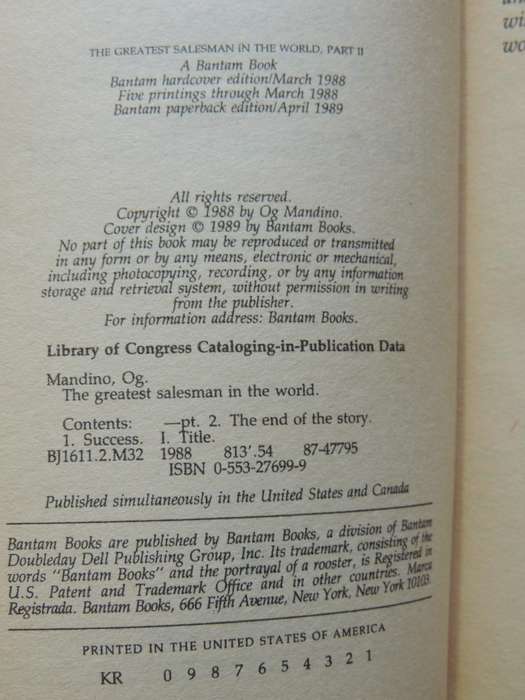 THE GREATEST SALESMAN IN THE WORLD, PART II
A Bantam Book
Bantam hardcover edition/March 1988
Five printings through March 1988
Bantam paperback edition/April 1989
All rights reserved.
Copyright © 1988 by Og Mandino.
Cover design © 1989 by Bantam Books.
No part of this book may be reproduced or transmitted
in any form or by any means, electronic or mechanical,
including photocopying, recording, or by any information
storage and retrieval system, without permission in writing
from the publisher.
For information address: Bantam Books.
Library of Congress Cataloging-in-Publication Data
Mandino, Og.
The greatest salesman in the world.
Contents: —pt. 2. The end of the story.
1. Success. I. Title.
BJ1611.2.M32 1988 813'.54 87-47795
ISBN 0-553-27699-9
Published simultaneously in the United States and Canada
Bantam Books are published by Bantam Books, a division of Bantam
Doubleday Dell Publishing Group, Inc. Its trademark, consisting of the
words "Bantam Books" and the portrayal of a rooster, is Registered in
U.S. Patent and Trademark Office and in other countries. Marca
Registrada. Bantam Books, 666 Fifth Avenue, New York, New York 10103.
PRINTED IN THE UNITED STATES OF AMERICA
KR 0 9 8 7 6 5 4 3 2 1